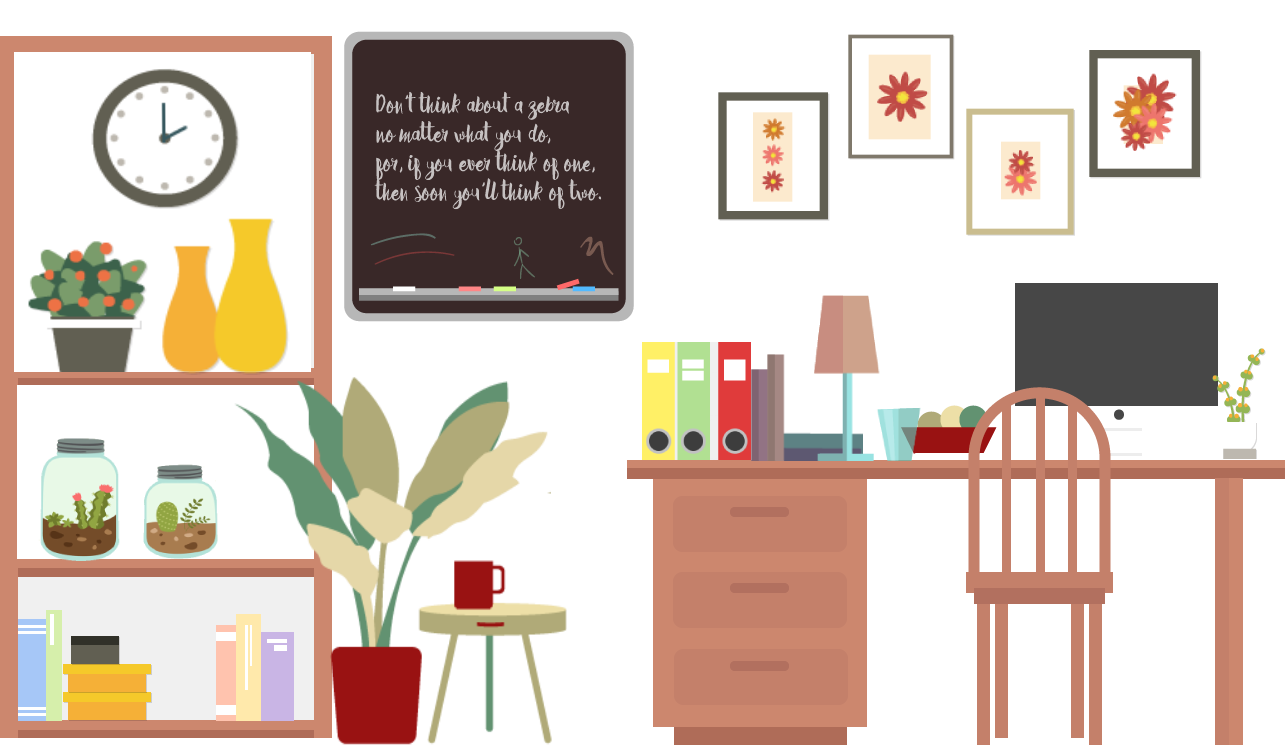 Don't think about a zebra
no matter what you do,
for, if you ever think of one,
then soon you'll think of two.